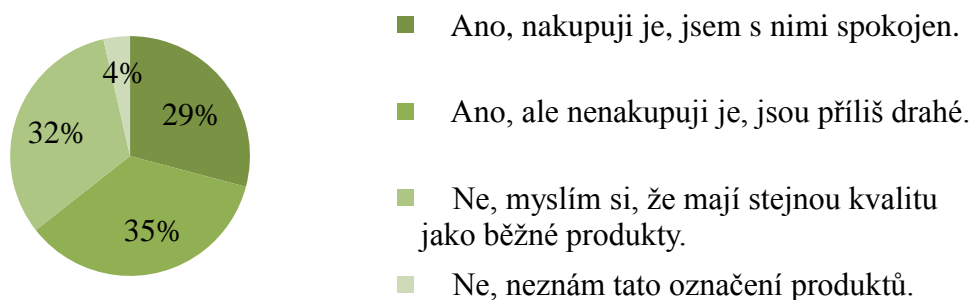 Ano, nakupuji je, jsem s nimi spokojen.
4%
29%
Ano, ale nenakupuji je, jsou příliš drahé.
32%
Ne, myslím si, že mají stejnou kvalitu
jako běžné produkty.
35%
Ne, neznám tato označení produktů.